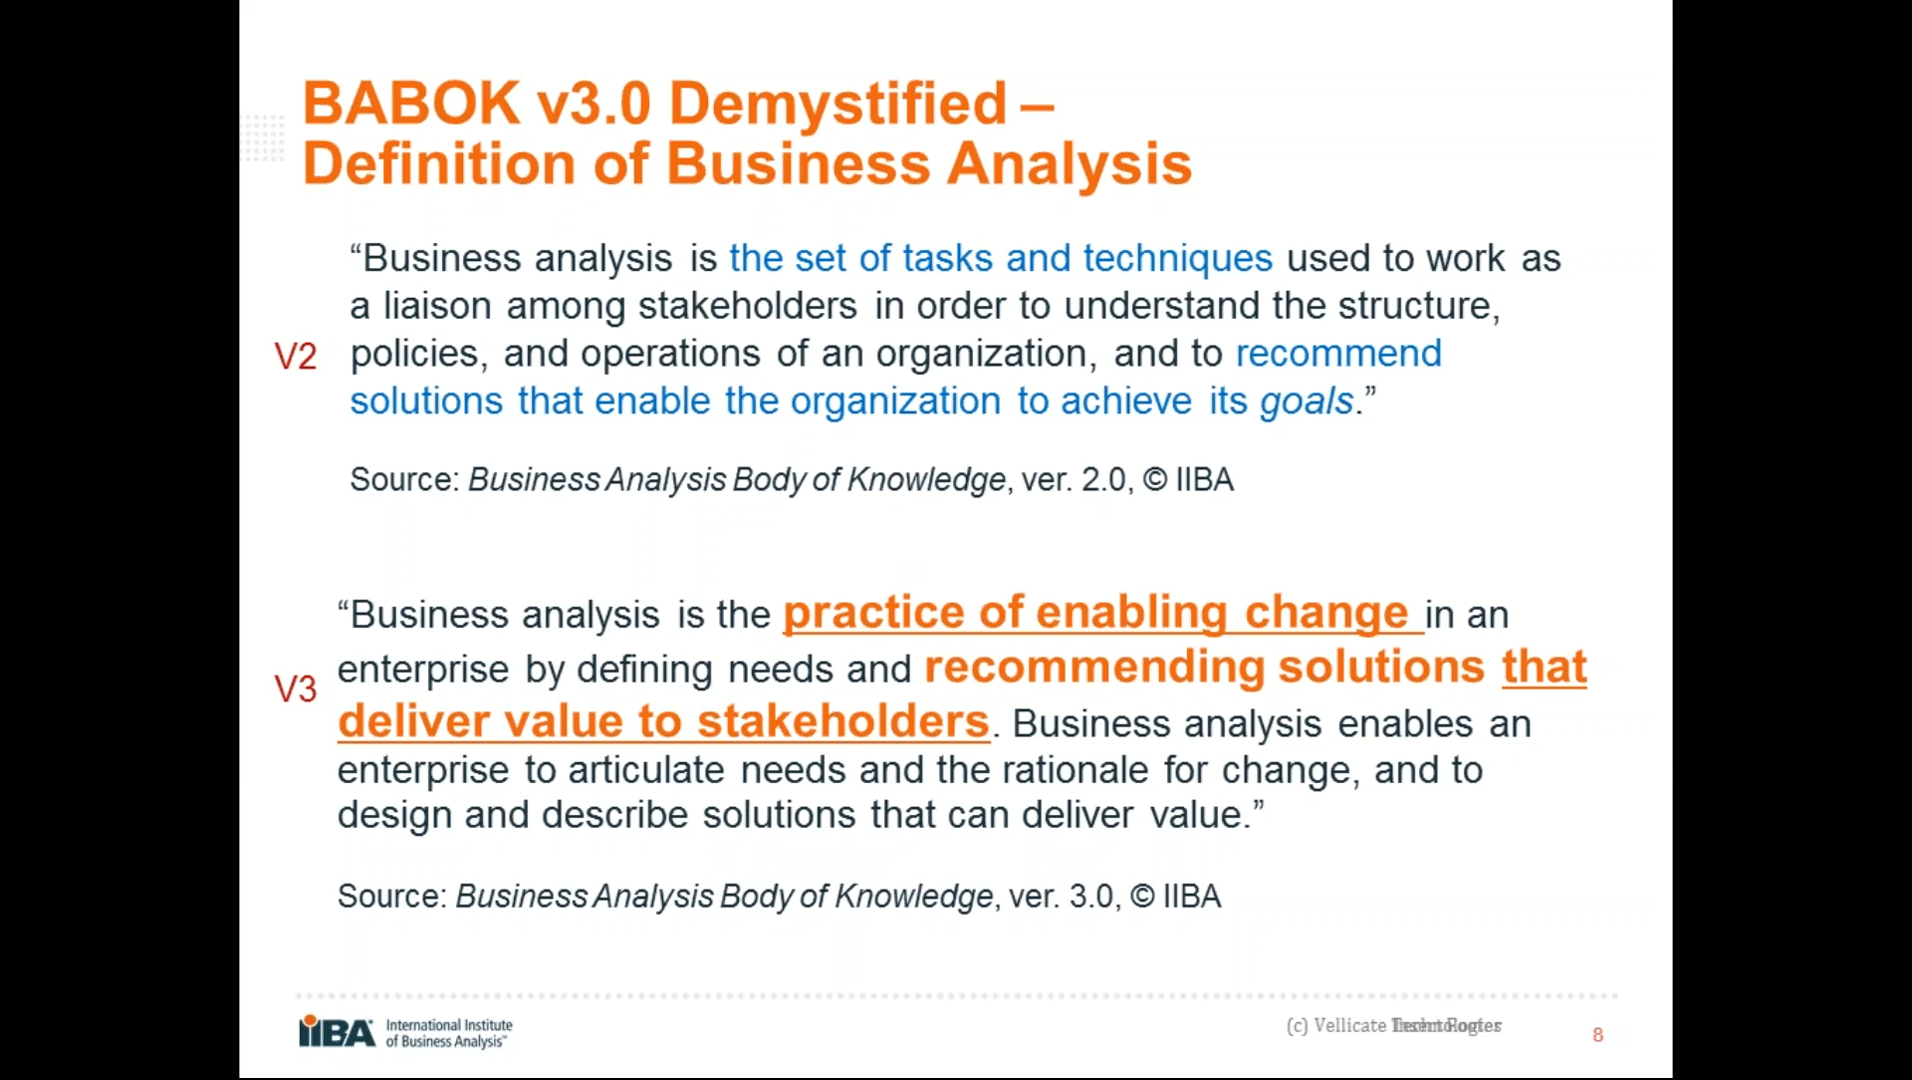 BABOK v3.0 Demystified –
Definition of Business Analysis
“Business analysis is the set of tasks and techniques used to work as
a liaison among stakeholders in order to understand the structure,
V2
policies, and operations of an organization, and to recommend
solutions that enable the organization to achieve its goals.”
Source: Business Analysis Body of Knowledge, ver. 2.0, © IIBA
“Business analysis is the practice of enabling change in an
enterprise by defining needs and recommending solutions that
V3
deliver value to stakeholders. Business analysis enables an
enterprise to articulate needs and the rationale for change, and to
design and describe solutions that can deliver value.”
Source: Business Analysis Body of Knowledge, ver. 3.0, © IIBA
IIBA International Institute
of Business Analysis™
(c) Vellicate
8